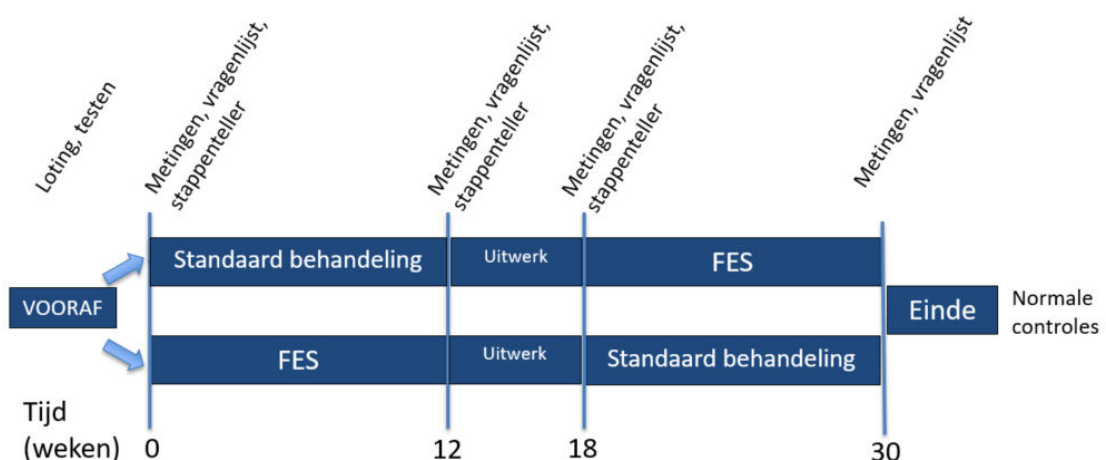 Loting, testen
Metingen, vragenlijst,
stappenteller
Metingen, vragenlijst,
stappenteller
Metingen, vragenlijst,
stappenteller
Metingen, vragenlijst
Standaard behandeling
Uitwerk
FES
VOORAF
Einde
Normale
controles
FES
Uitwerk
Standaard behandeling
Tijd
(weken) 0 12 18 30